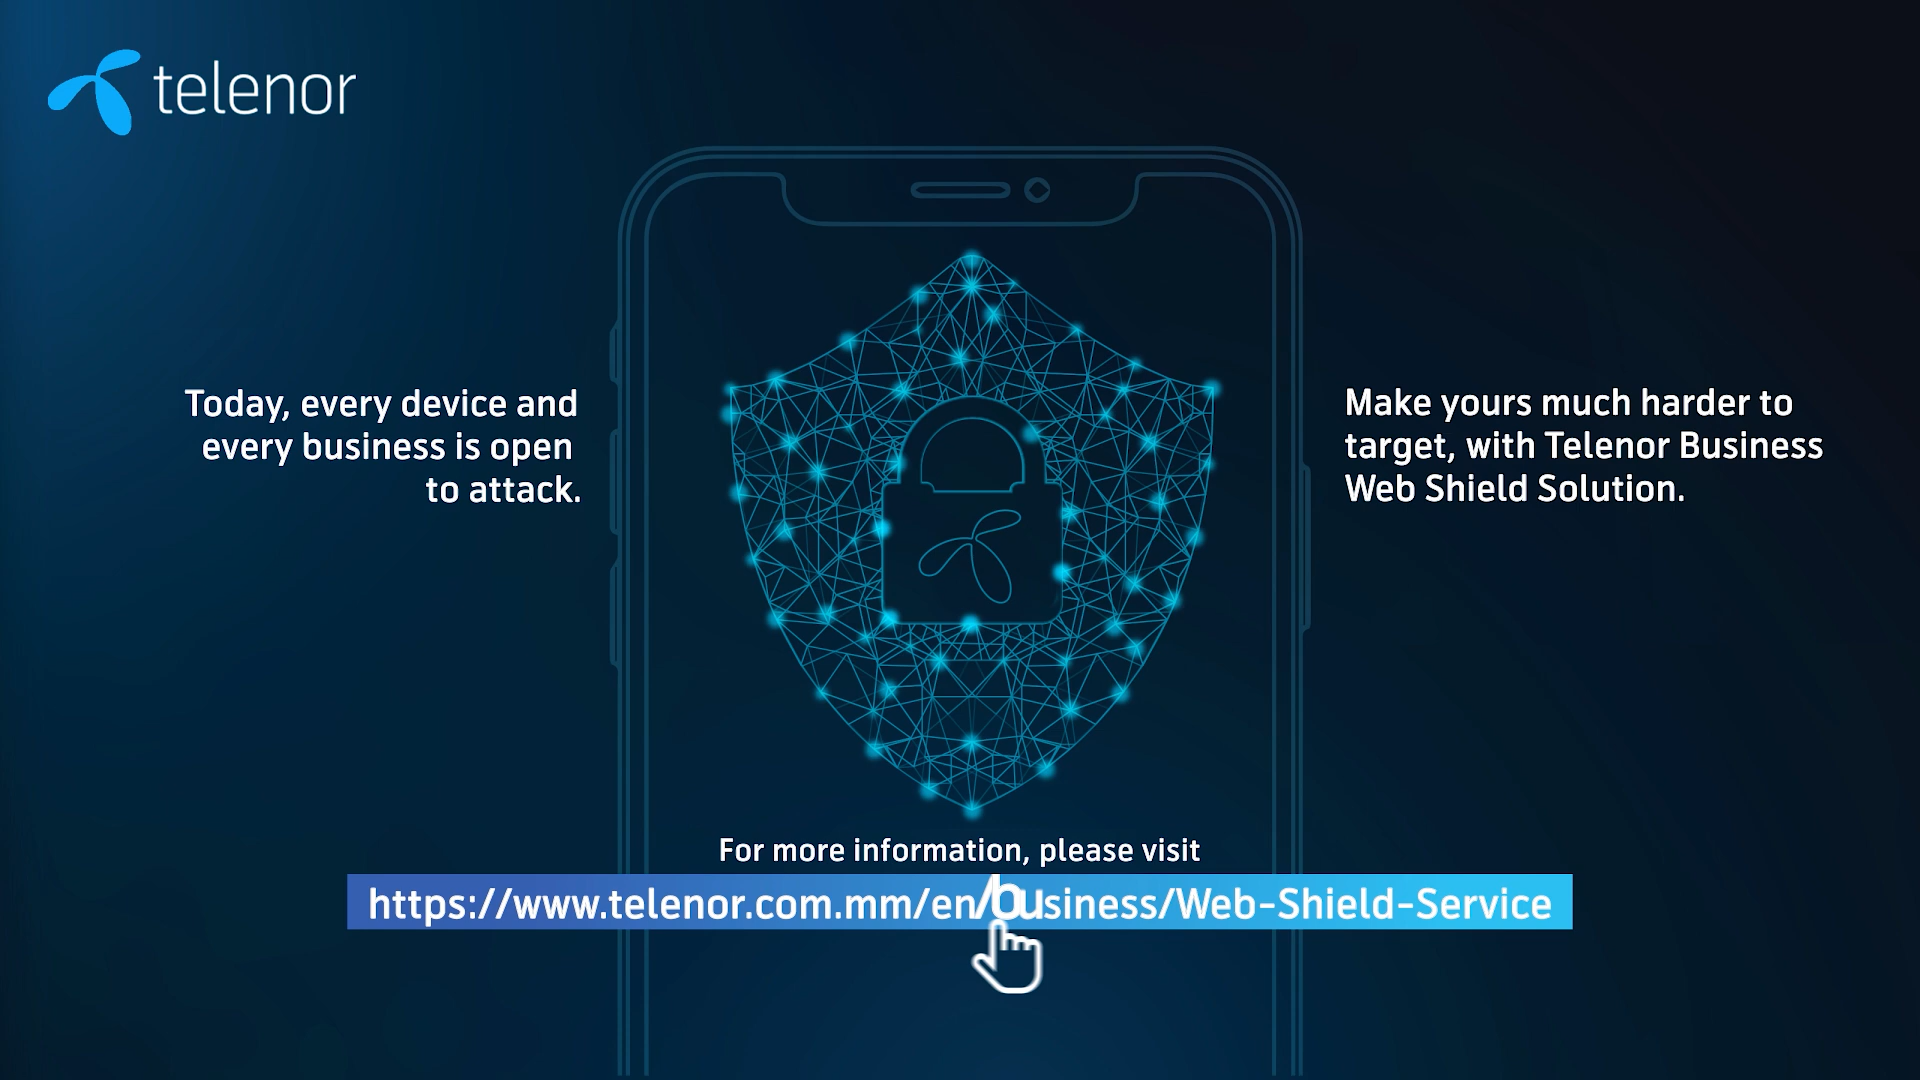 telenor
Today, every device and
every business is open
to attack.
Make yours much harder to
target, with Telenor Business
Web Shield Solution.
For more information, please visit
https://www.telenor.com.mm/en/business/Web-Shield-Service